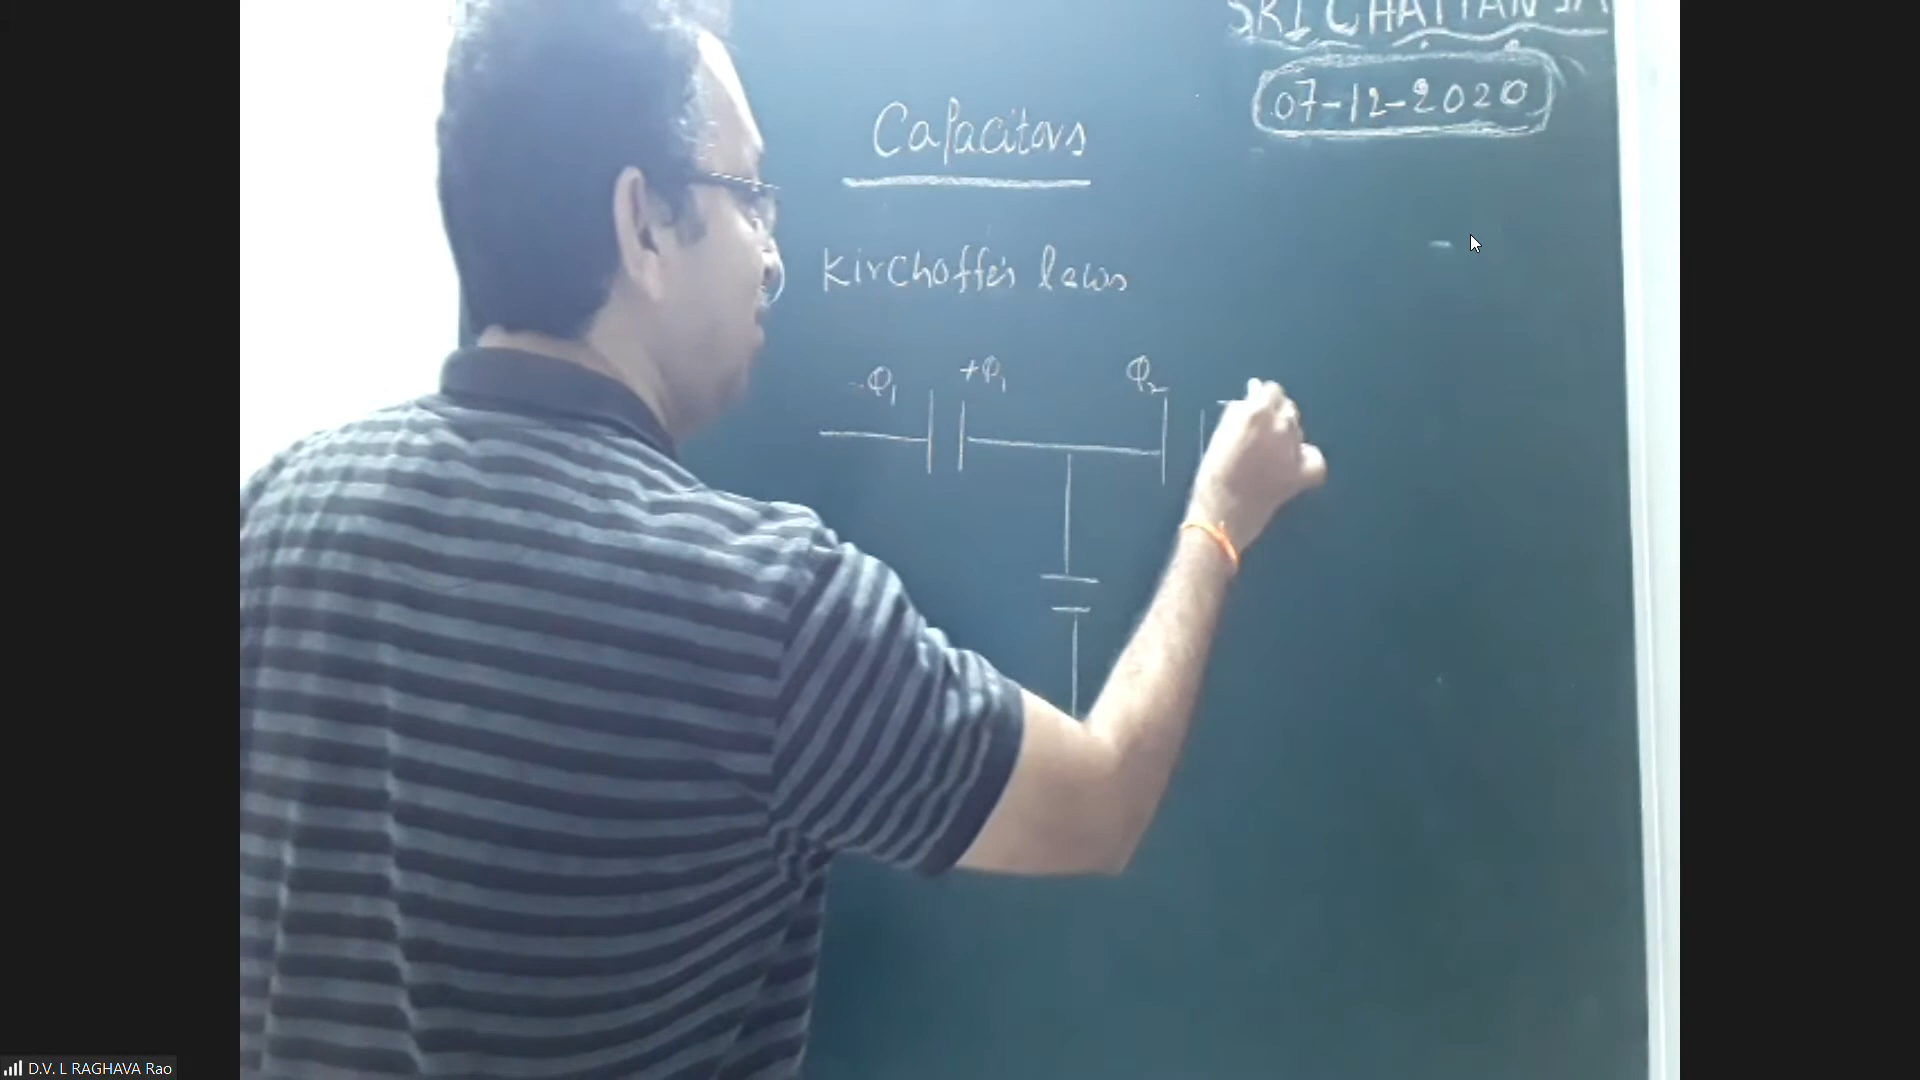 SRI CHAITANYA
07-12-2020
Capacitors
Kirchoff's laws
-Q₁ +Q₁ Q₂
D.V. L RAGHAVA Rao